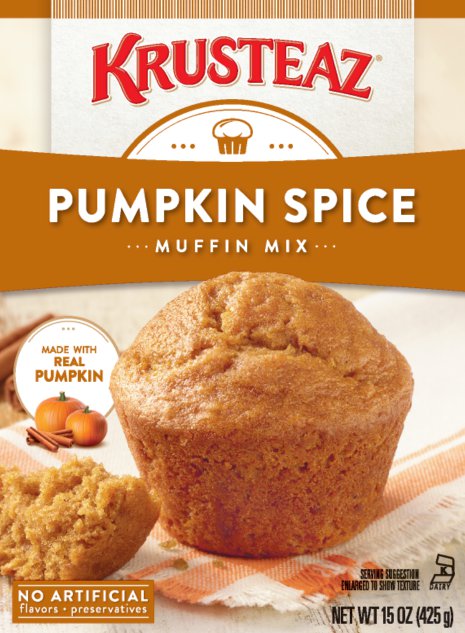 KRUSTEAZ®
PUMPKIN SPICE
···MUFFIN MIX···
MADE WITH
REAL
PUMPKIN
NO ARTIFICIAL
flavors • preservatives
SERVING SUGGESTION
ENLARGED TO SHOW TEXTURE
K
DAIRY
NET WT 15 OZ (425 g)